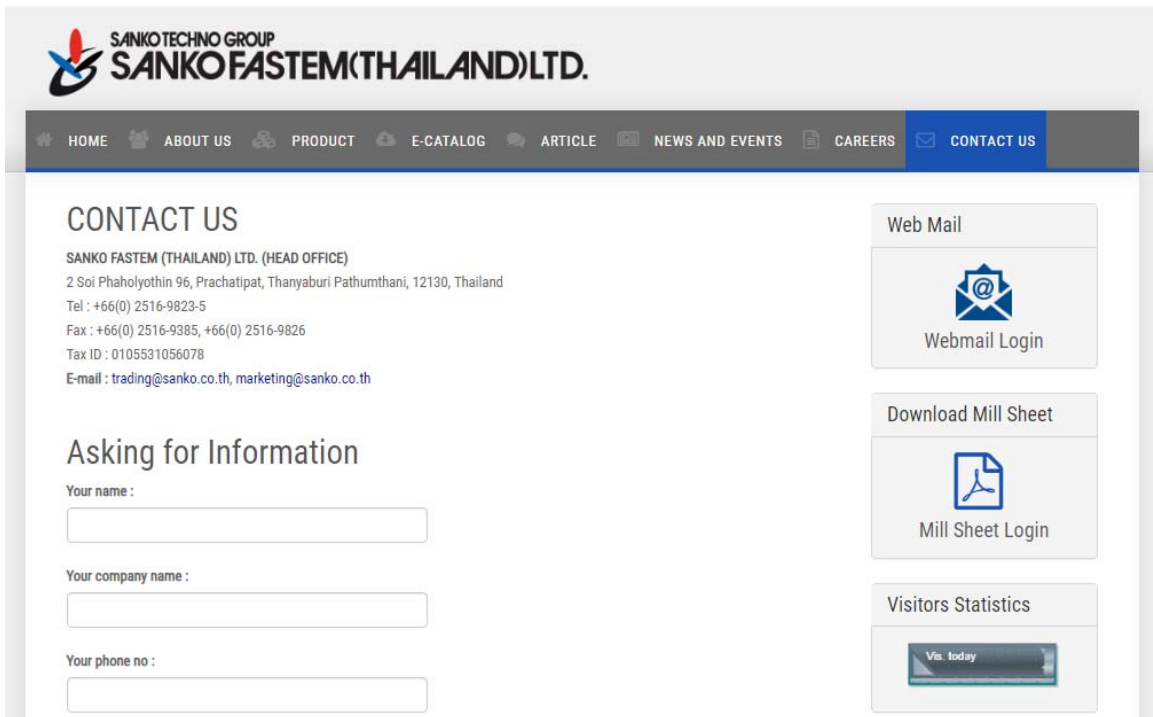 SANKO TECHNO GROUP
SANKO FASTEM (THAILAND) LTD.
HOME ABOUT US PRODUCT E-CATALOG ARTICLE NEWS AND EVENTS CAREERS CONTACT US
CONTACT US
SANKO FASTEM (THAILAND) LTD. (HEAD OFFICE)
2 Soi Phaholyothin 96, Prachatipat, Thanyaburi Pathumthani, 12130, Thailand
Tel : +66(0) 2516-9823-5
Fax : +66(0) 2516-9385, +66(0) 2516-9826
Tax ID : 0105531056078
E-mail : trading@sanko.co.th, marketing@sanko.co.th
Asking for Information
Your name :
Your company name :
Your phone no :
Web Mail
Webmail Login
Download Mill Sheet
Mill Sheet Login
Visitors Statistics
Vis. today